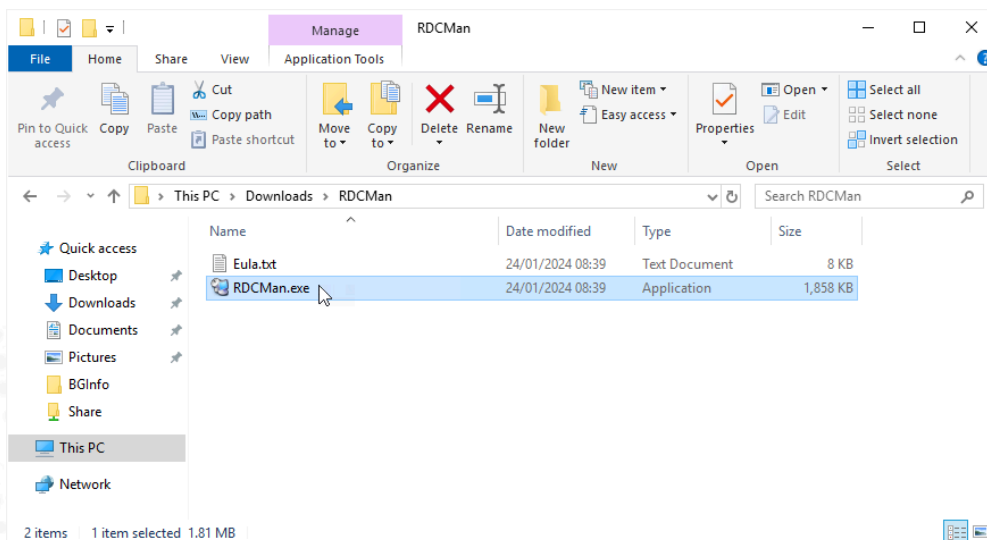 Manage
RDCMan
File
Home
Share
View
Application Tools
Pin to Quick access
Copy
Paste
Cut
Copy path
Paste shortcut
Clipboard
Move to
Copy to
Delete
Rename
Organize
New folder
New item
Easy access
New
Properties
Open
Edit
Open
Select all
Select none
Invert selection
Select
This PC > Downloads > RDCMan
Search RDCMan
Name
Date modified
Type
Size
Quick access
Desktop
Downloads
Documents
Pictures
BGInfo
Share
This PC
Network
Eula.txt 24/01/2024 08:39 Text Document 8 KB
RDCMan.exe 24/01/2024 08:39 Application 1,858 KB
2 items 1 item selected 1.81 MB